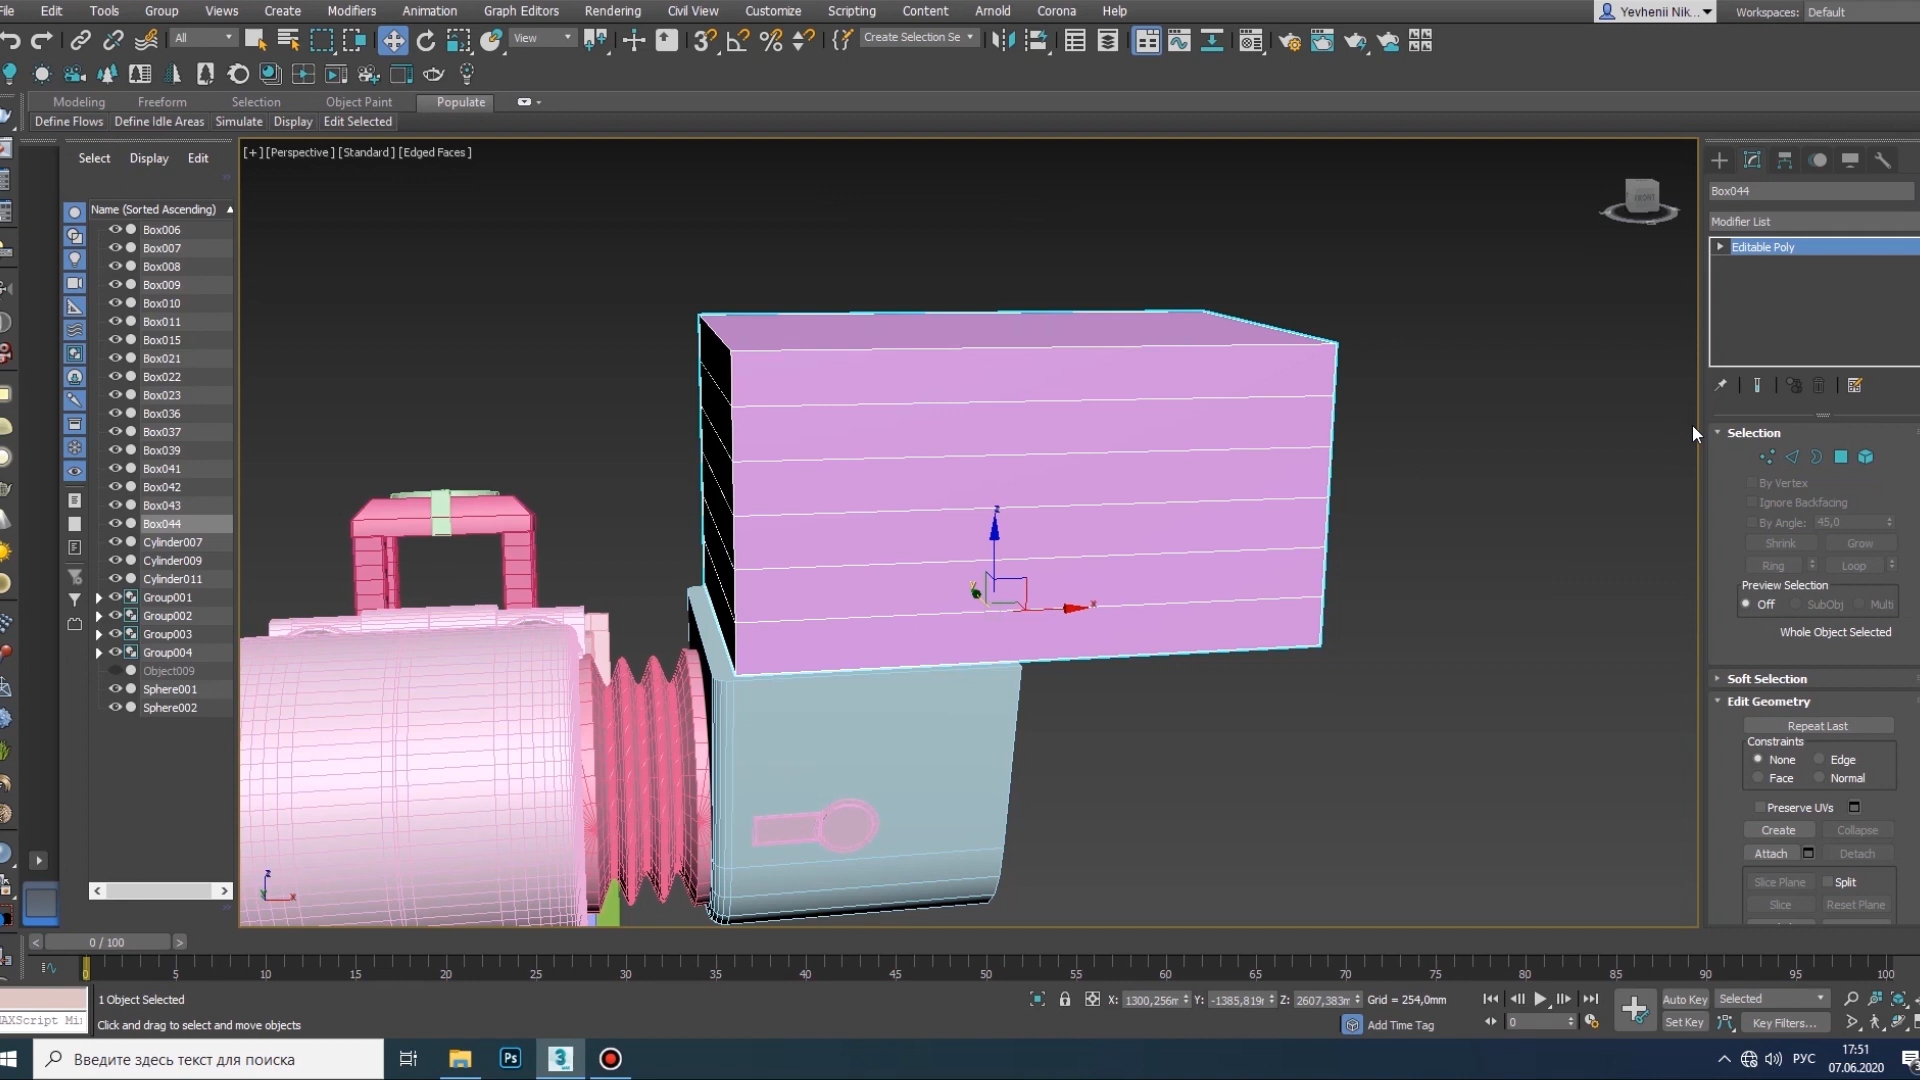 File Edit Tools Group Views Create Modifiers Animation Graph Editors Rendering Civil View Customize Scripting Content Arnold Corona Help Yevhenii Nik... Workspaces: Default
All View Create Selection Se
Modeling Freeform Selection Object Paint Populate
Define Flows Define Idle Areas Simulate Display Edit Selected
Select Display Edit
[+] [Perspective ] [Standard ] [Edged Faces ]
Name (Sorted Ascending)
Box006
Box007
Box008
Box009
Box010
Box011
Box015
Box021
Box022
Box023
Box036
Box037
Box039
Box041
Box042
Box043
Box044
Cylinder007
Cylinder009
Cylinder011
Group001
Group002
Group003
Group004
Object009
Sphere001
Sphere002
z
x
y
z
x
Box044
Modifier List
Editable Poly
Selection
By Vertex
Ignore Backfacing
By Angle: 45,0
Shrink Grow
Ring Loop
Preview Selection
Off SubObj Multi
Whole Object Selected
Soft Selection
Edit Geometry
Repeat Last
Constraints
None Edge
Face Normal
Preserve UVs
Create Collapse
Attach Detach
Slice Plane Split
Slice Reset Plane
< 0 / 100 >
0 5 10 15 20 25 30 35 40 45 50 55 60 65 70 75 80 85 90 95 100
1 Object Selected
Click and drag to select and move objects
MAXScript Mi
X: 1300,256m Y: -1385,819 Z: 2607,383m Grid = 254,0mm
Add Time Tag
0
Auto Key Selected
Set Key Key Filters...
Введите здесь текст для поиска
Ps
3
РУС
17:51
07.06.2020